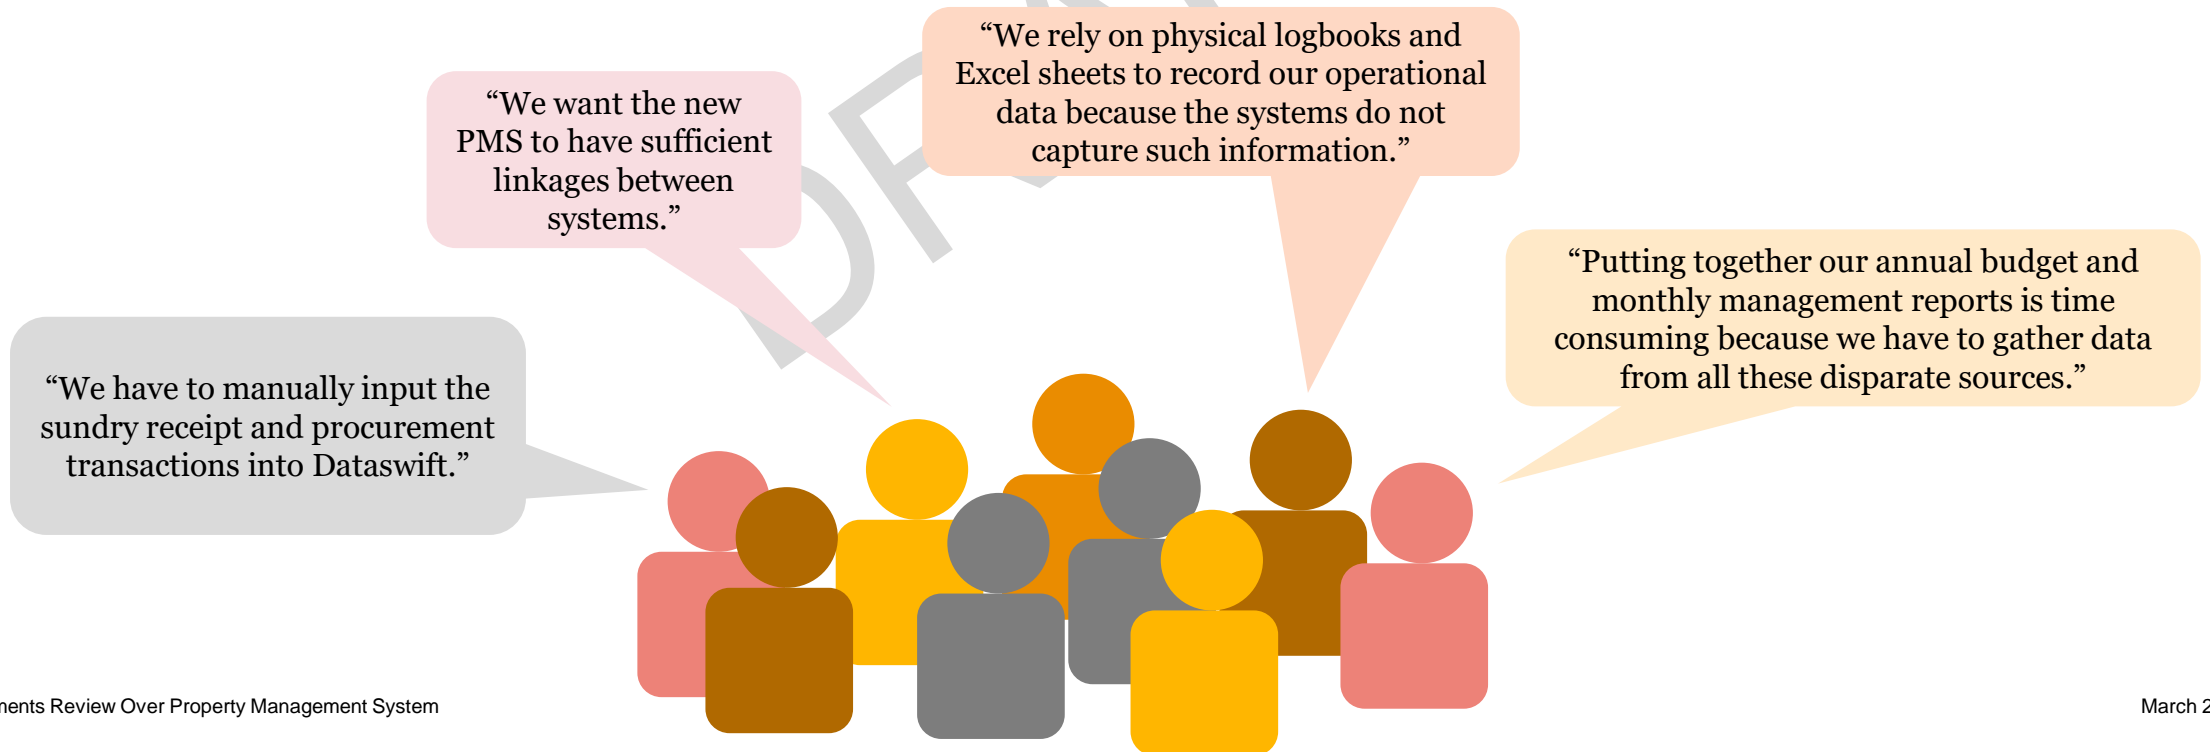 “We rely on physical logbooks and
Excel sheets to record our operational
data because the systems do not
capture such information.”
“We want the new
PMS to have sufficient
linkages between
systems.”
“Putting together our annual budget and
monthly management reports is time
consuming because we have to gather data
from all these disparate sources.”
“We have to manually input the
sundry receipt and procurement
transactions into Dataswift.”
Review Over Property Management System
March